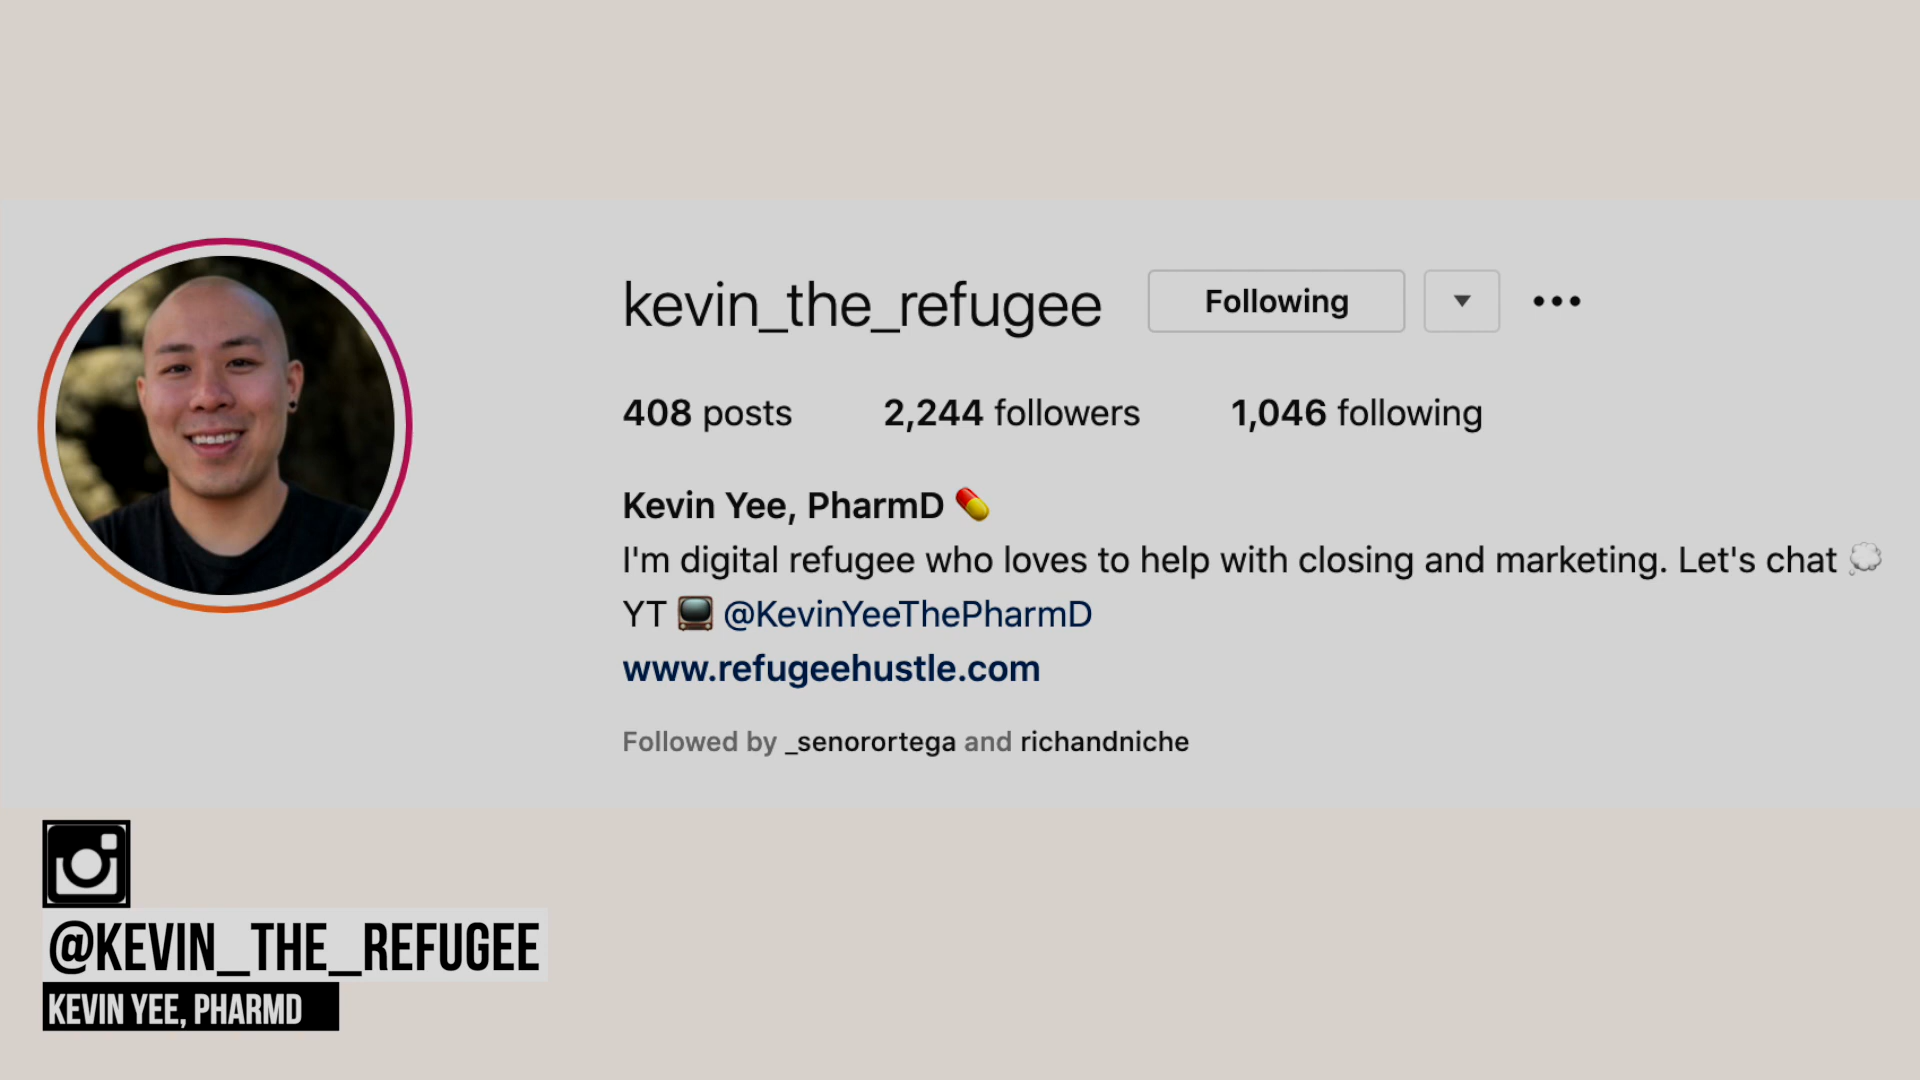 kevin_the_refugee Following
408 posts 2,244 followers 1,046 following
Kevin Yee, PharmD 💊
I'm digital refugee who loves to help with closing and marketing. Let's chat 💭
YT 📺 @KevinYeeThePharmD
www.refugeehustle.com
Followed by _senorortega and richandniche
@KEVIN_THE_REFUGEE
KEVIN YEE, PHARMD